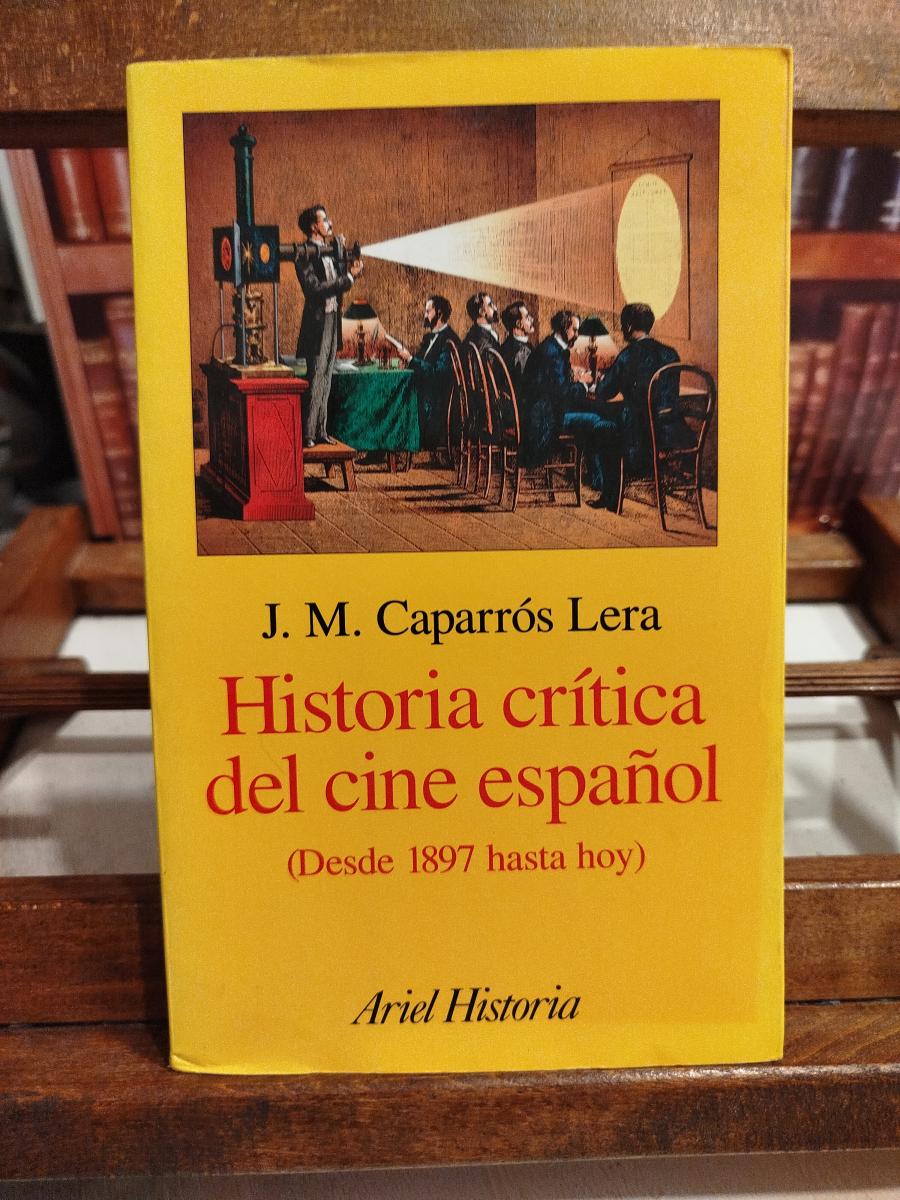 J. M. Caparrós Lera
Historia crítica
del cine español
(Desde 1897 hasta hoy)
Ariel Historia